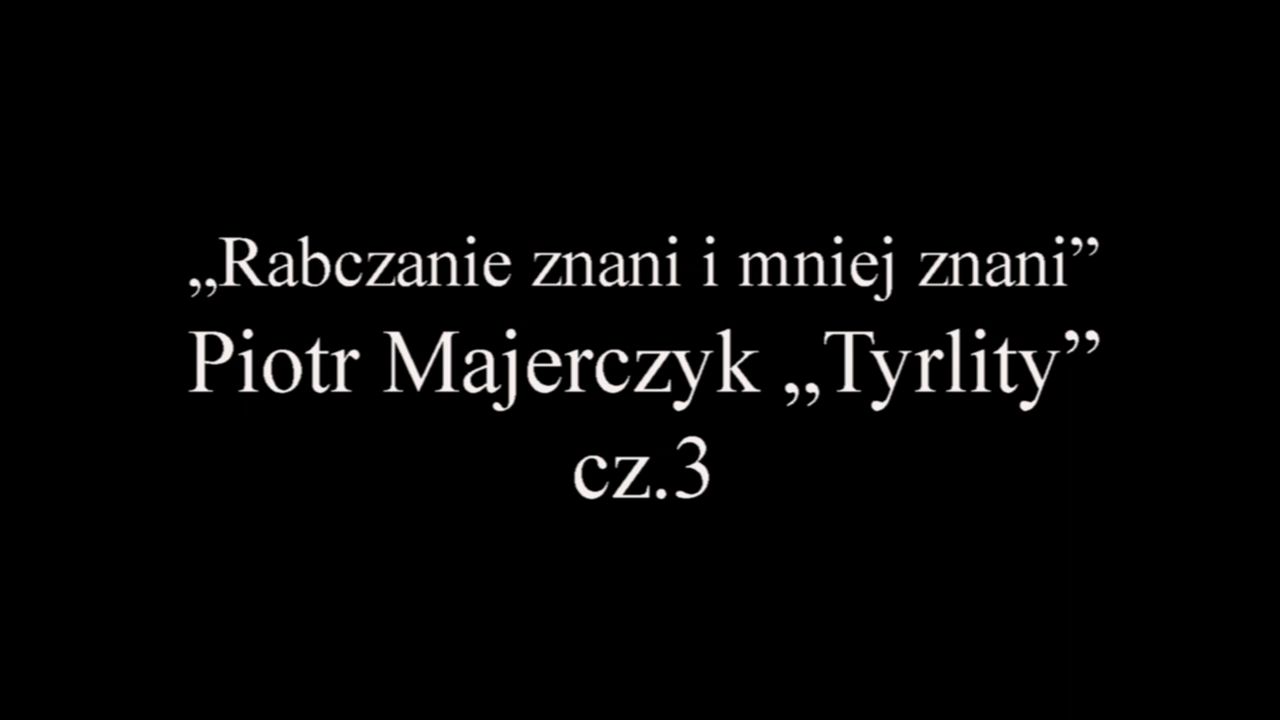 „Rabczanie znani i mniej znani”
Piotr Majerczyk „Tyrlity”
cz.3